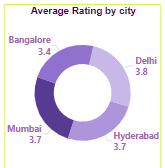 Average Rating by city
Bangalore
3.4
Delhi
3.8
Mumbai
3.7
Hyderabad
3.7